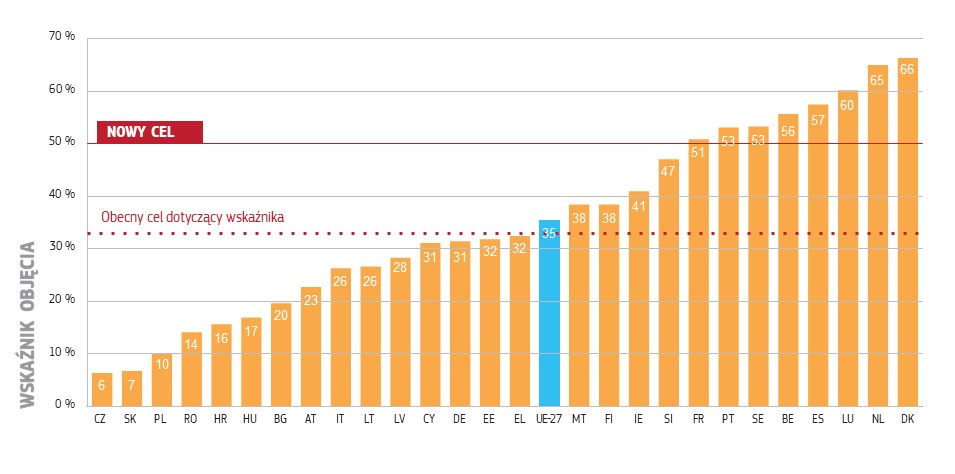 70 %
60 %
NOWY CEL
50 %
40 %
Obecny cel dotyczący wskaźnika
30 %
20 %
10 %
0 %
WSKAŹNIK OBJĘCIA
6 7 10 14 16 17 20 23 26 26 28 31 31 32 32 35 38 38 41 47 51 53 53 56 57 60 65 66
CZ SK PL RO HR HU BG AT IT LT LV CY DE EE EL UE-27 MT FI IE SI FR PT SE BE ES LU NL DK